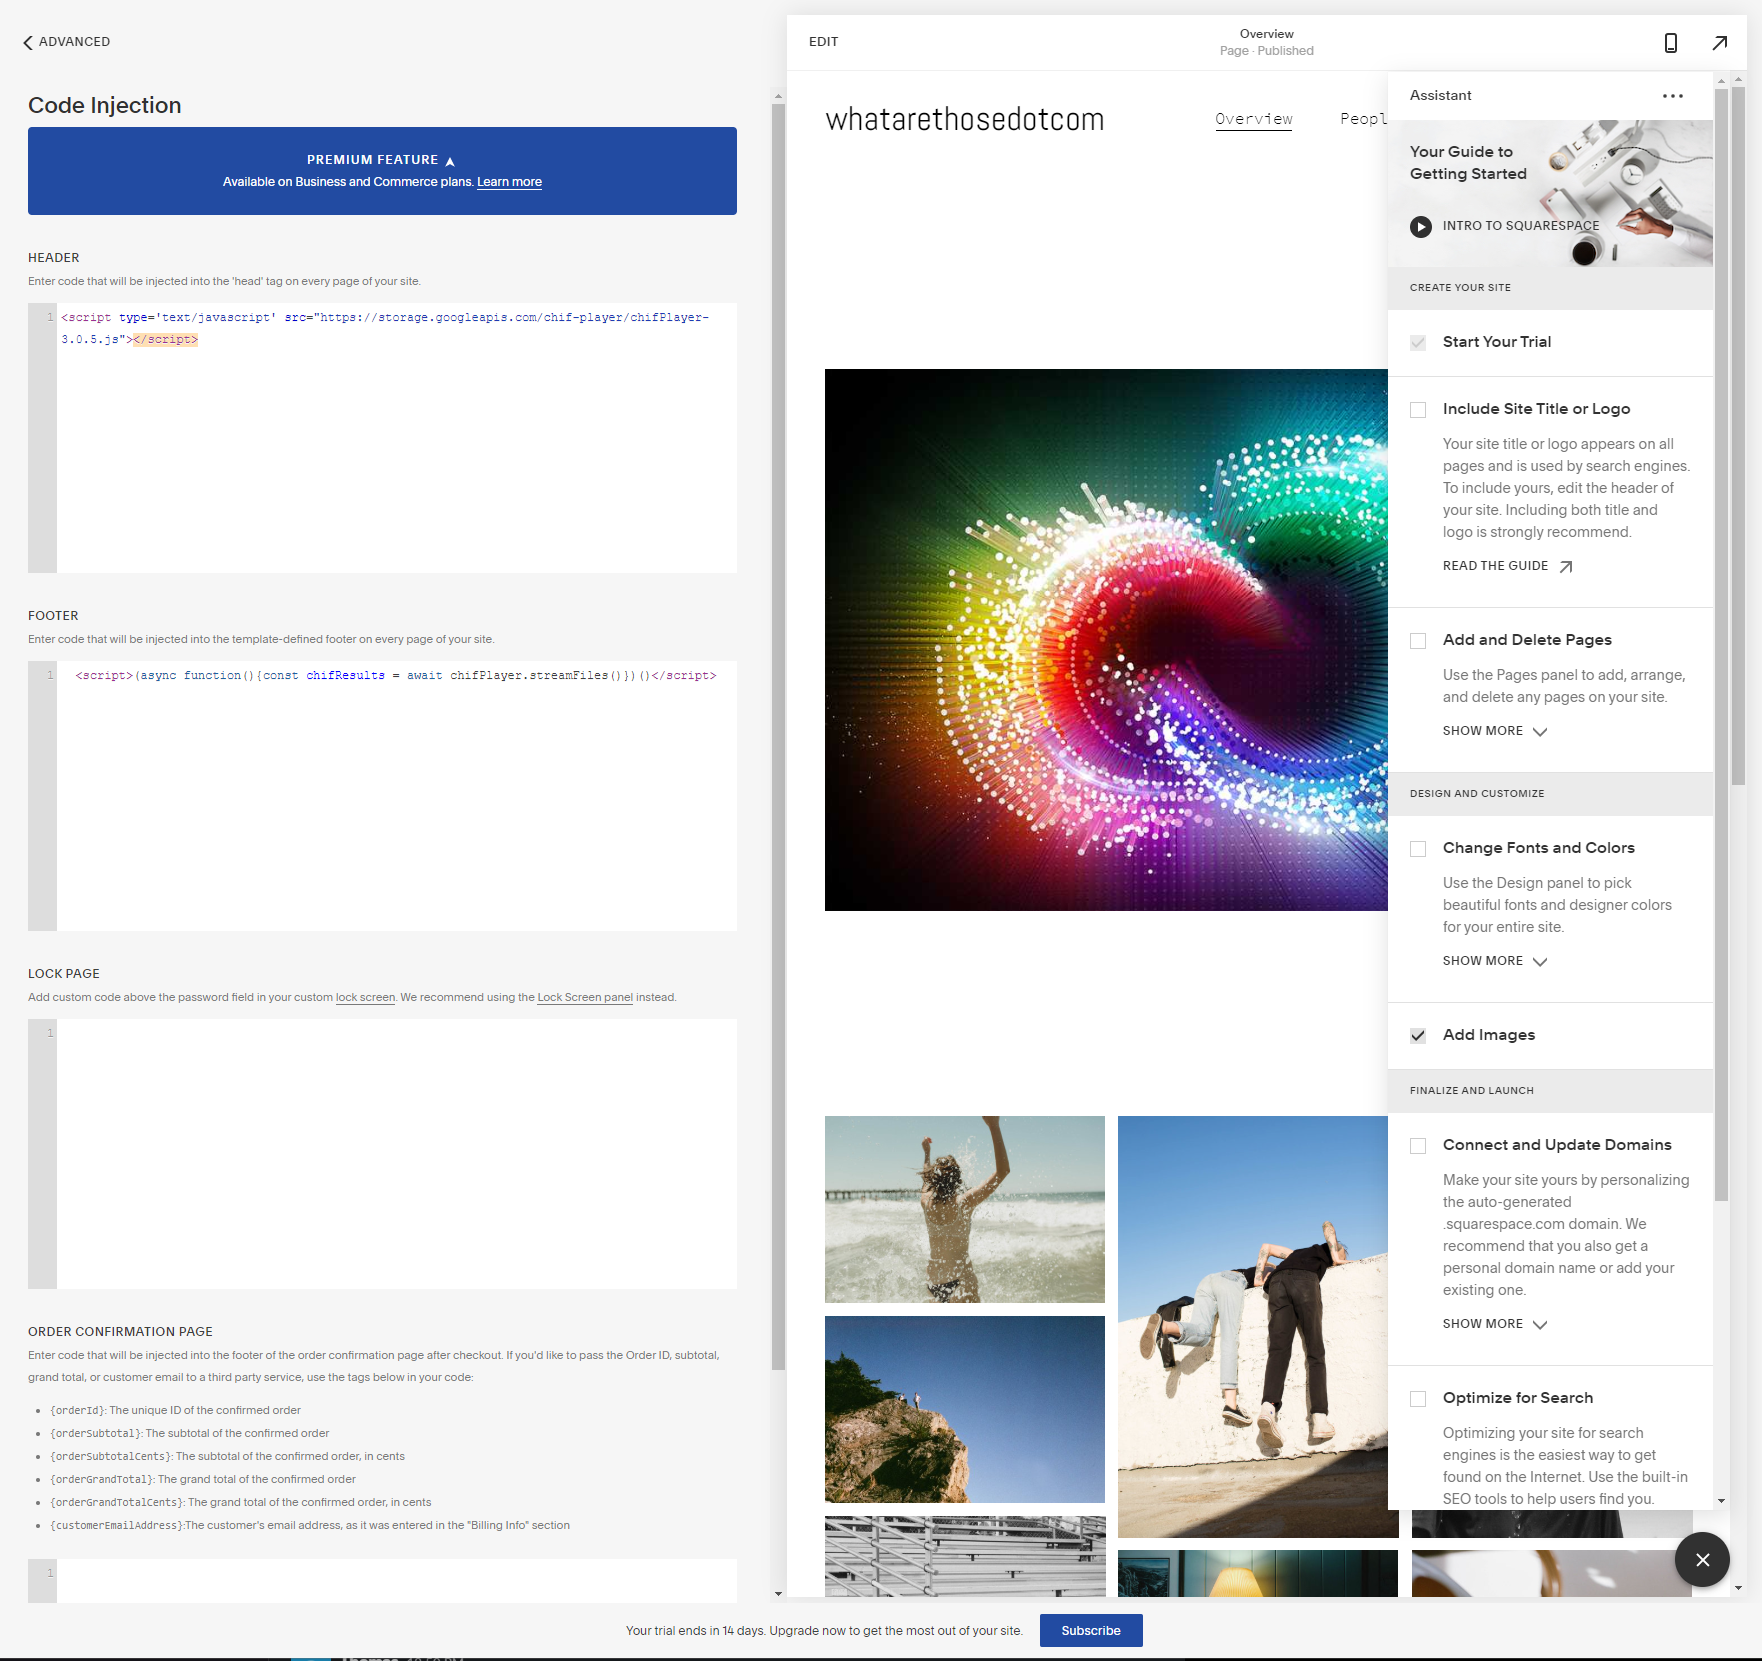 ADVANCED
Code Injection
PREMIUM FEATURE
Available on Business and Commerce plans. Learn more
HEADER
Enter code that will be injected into the 'head' tag on every page of your site.
1
<script type='text/javascript' src="https://storage.googleapis.com/chif-player/chifPlayer-
3.0.5.js"></script>
FOOTER
Enter code that will be injected into the template-defined footer on every page of your site.
1
<script>(async function(){const chifResults = await chifPlayer.streamFiles()})()</script>
LOCK PAGE
Add custom code above the password field in your custom lock screen. We recommend using the Lock Screen panel instead.
1
ORDER CONFIRMATION PAGE
Enter code that will be injected into the footer of the order confirmation page after checkout. If you'd like to pass the Order ID, subtotal,
grand total, or customer email to a third party service, use the tags below in your code:
{orderId}: The unique ID of the confirmed order
{orderSubtotal}: The subtotal of the confirmed order
{orderSubtotalCents}: The subtotal of the confirmed order, in cents
{orderGrandTotal}: The grand total of the confirmed order
{orderGrandTotalCents}: The grand total of the confirmed order, in cents
{customerEmailAddress}:The customer's email address, as it was entered in the "Billing Info" section
1
EDIT
Overview
Page · Published
whatarethosedotcom
Overview
Peopl
Assistant
Your Guide to
Getting Started
INTRO TO SQUARESPACE
CREATE YOUR SITE
Start Your Trial
Include Site Title or Logo
Your site title or logo appears on all
pages and is used by search engines.
To include yours, edit the header of
your site. Including both title and
logo is strongly recommend.
READ THE GUIDE
Add and Delete Pages
Use the Pages panel to add, arrange,
and delete any pages on your site.
SHOW MORE
DESIGN AND CUSTOMIZE
Change Fonts and Colors
Use the Design panel to pick
beautiful fonts and designer colors
for your entire site.
SHOW MORE
Add Images
FINALIZE AND LAUNCH
Connect and Update Domains
Make your site yours by personalizing
the auto-generated
.squarespace.com domain. We
recommend that you also get a
personal domain name or add your
existing one.
SHOW MORE
Optimize for Search
Optimizing your site for search
engines is the easiest way to get
found on the Internet. Use the built-in
SEO tools to help users find you.
Your trial ends in 14 days. Upgrade now to get the most out of your site.
Subscribe